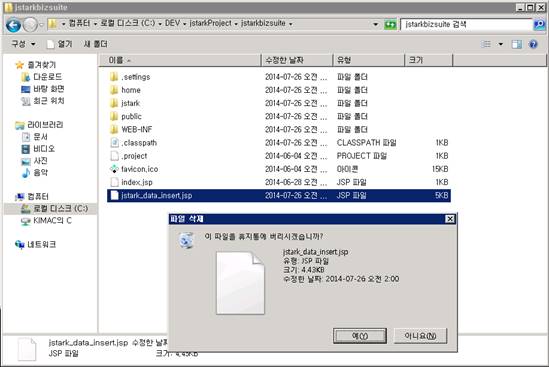 jstarkbizsuite
컴퓨터 ▸ 로컬 디스크 (C:) ▸ DEV ▸ jstarkProject ▸ jstarkbizsuite
jstarkbizsuite 검색
구성 열기 새 폴더
즐겨찾기
다운로드
바탕 화면
최근 위치
라이브러리
문서
비디오
사진
음악
컴퓨터
로컬 디스크 (C:)
KIMAC의 C
네트워크
이름 수정한 날짜 유형 크기
.settings 2014-07-26 오전 ... 파일 폴더
home 2014-07-26 오전 ... 파일 폴더
jstark 2014-07-26 오전 ... 파일 폴더
public 2014-07-26 오전 ... 파일 폴더
WEB-INF 2014-07-26 오전 ... 파일 폴더
.classpath 2014-07-26 오전 ... CLASSPATH 파일 1KB
.project 2014-06-04 오전 ... PROJECT 파일 1KB
favicon.ico 2014-06-04 오전 ... 아이콘 15KB
index.jsp 2014-06-28 오전 ... JSP 파일 1KB
jstark_data_insert.jsp 2014-07-26 오전 ... JSP 파일 5KB
파일 삭제
이 파일을 휴지통에 버리시겠습니까?
jstark_data_insert.jsp
유형: JSP 파일
크기: 4.43KB
수정한 날짜: 2014-07-26 오전 2:00
예(Y) 아니요(N)
jstark_data_insert.jsp 수정한 날짜
JSP 파일 크기: